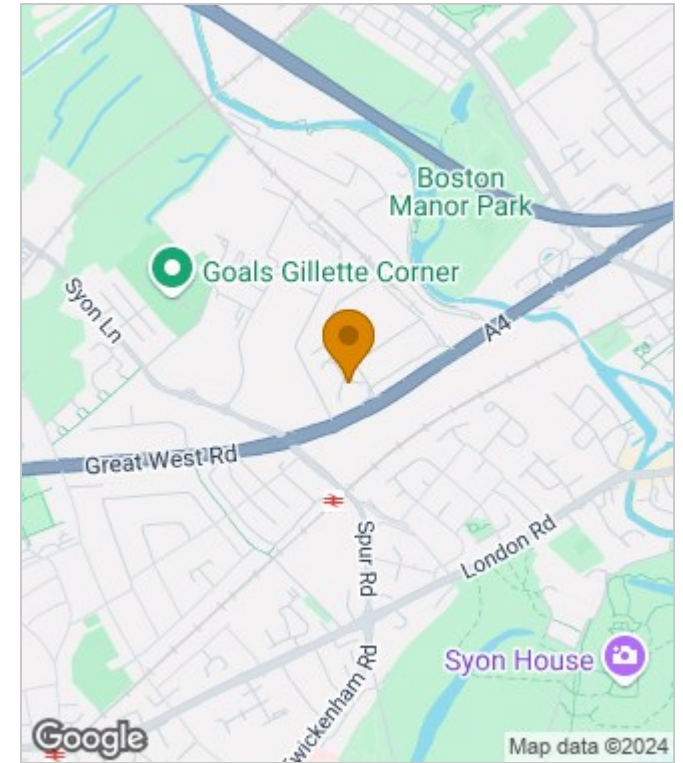 Boston
Manor Park
Goals Gillette Corner
Syon Ln
A4
Great West Rd
Spur Rd
London Rd
Syon House
Twickenham Rd
Google
Map data ©2024